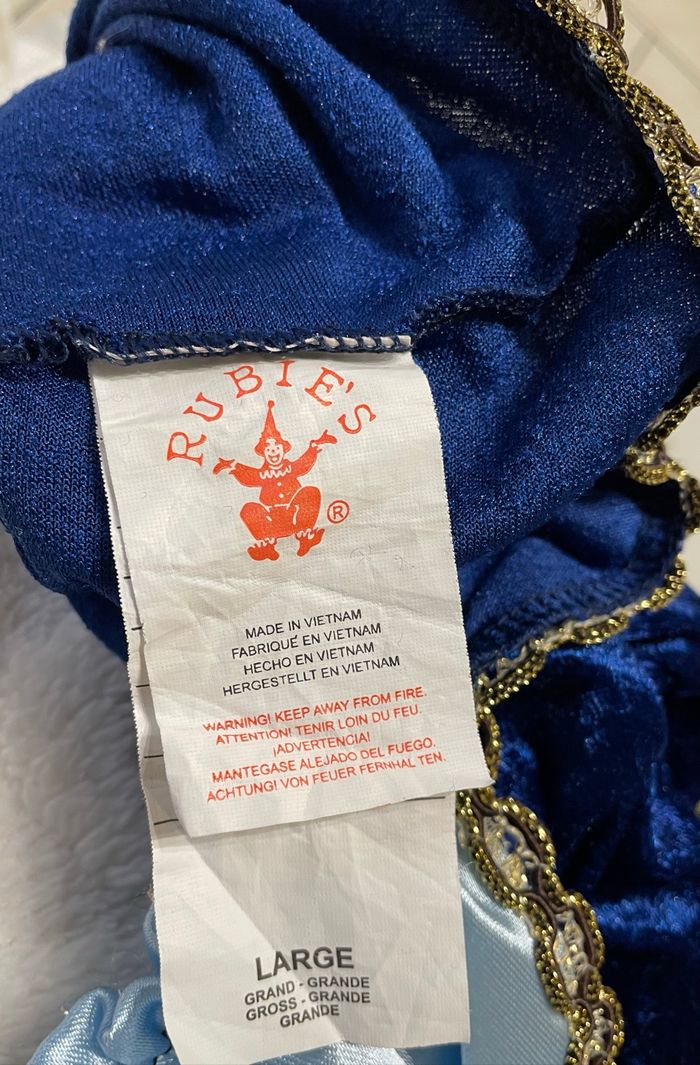 RUBIE'S
®
MADE IN VIETNAM
FABRIQUE EN VIETNAM
HECHO EN VIETNAM
HERGESTELLT EN VIETNAM
WARNING! KEEP AWAY FROM FIRE.
ATTENTION! TENIR LOIN DU FEU.
¡ADVERTENCIA!
MANTEGASE ALEJADO DEL FUEGO.
ACHTUNG! VON FEUER FERNHAL TEN.
LARGE
GRAND - GRANDE
GROSS - GRANDE
GRANDE